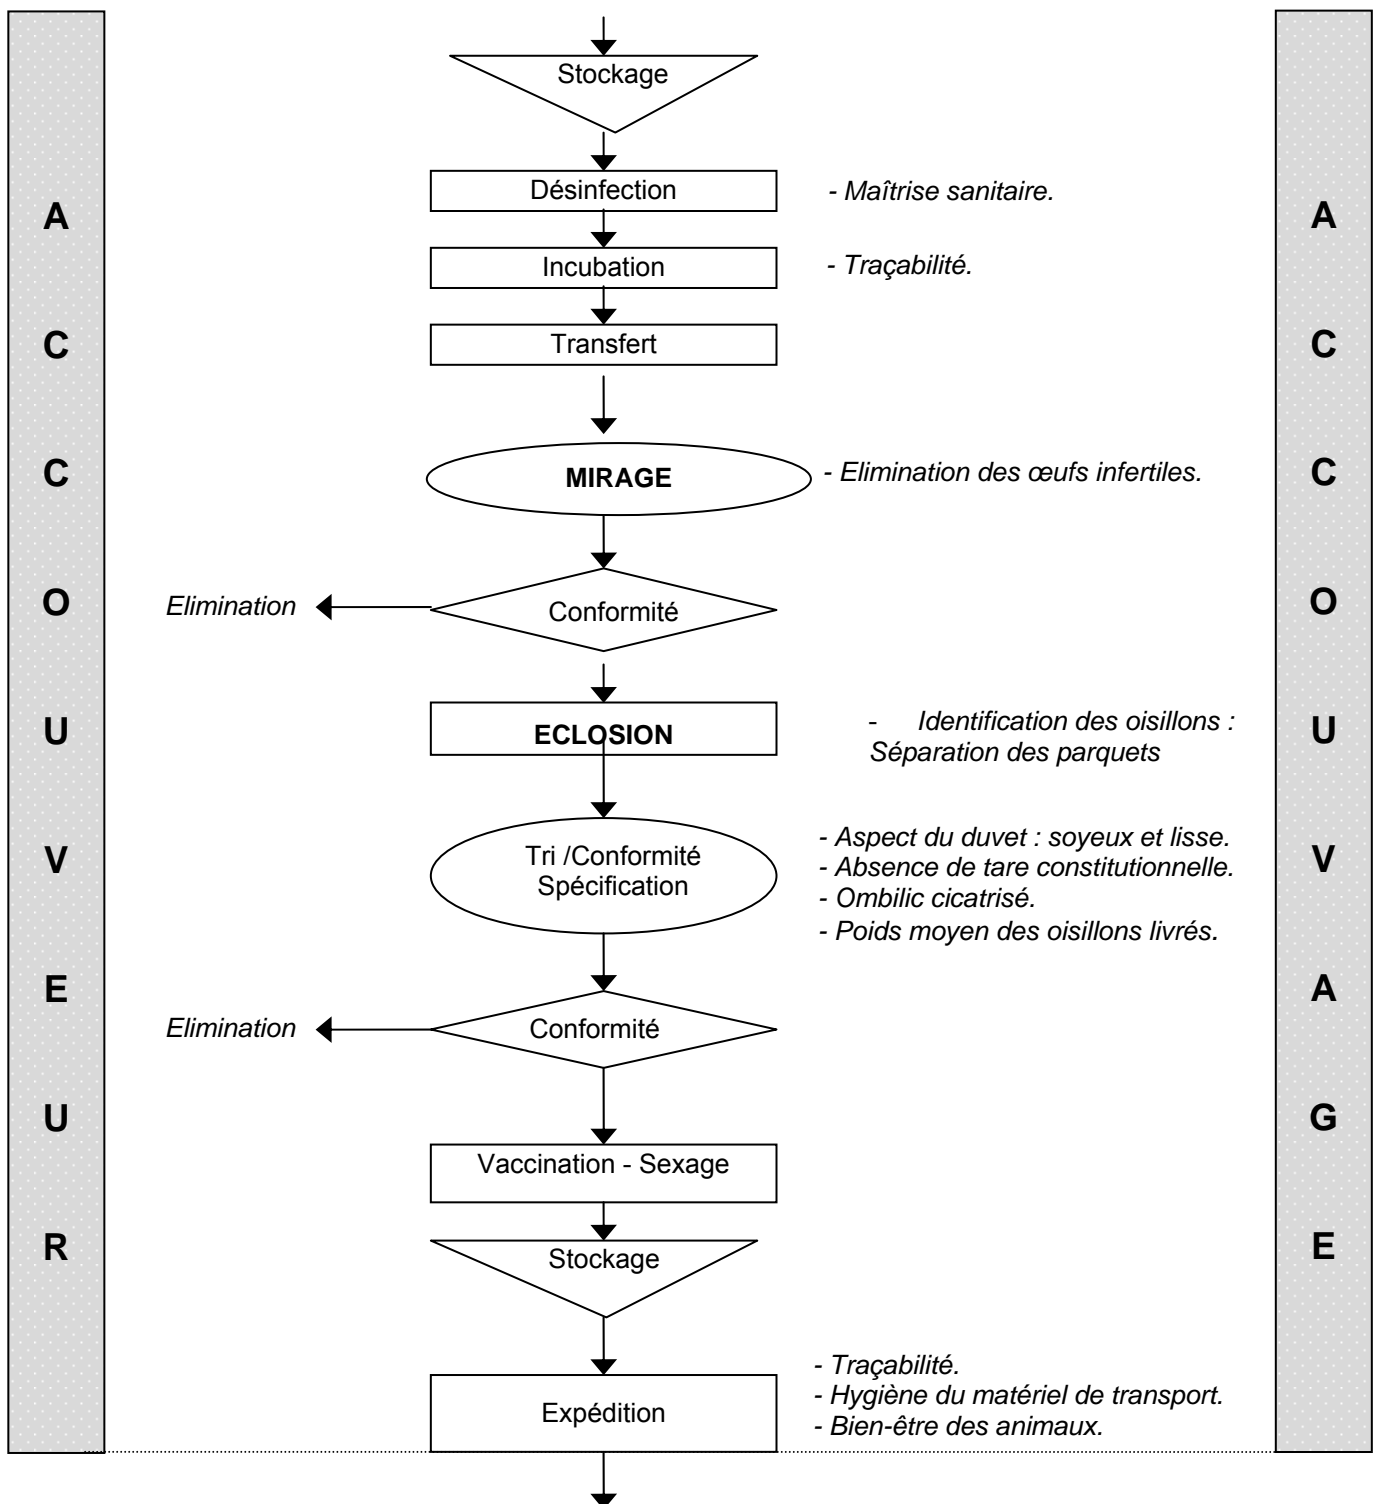 Stockage
Désinfection
- Maîtrise sanitaire.
Incubation
- Traçabilité.
Transfert
MIRAGE
- Elimination des œufs infertiles.
Elimination
Conformité
ECLOSION
- Identification des oisillons :
Séparation des parquets
Tri /Conformité
Spécification
- Aspect du duvet : soyeux et lisse.
- Absence de tare constitutionnelle.
- Ombilic cicatrisé.
- Poids moyen des oisillons livrés.
Elimination
Conformité
Vaccination - Sexage
Stockage
Expédition
- Traçabilité.
- Hygiène du matériel de transport.
- Bien-être des animaux.
A
C
C
O
U
V
E
U
R
A
C
C
O
U
V
A
G
E